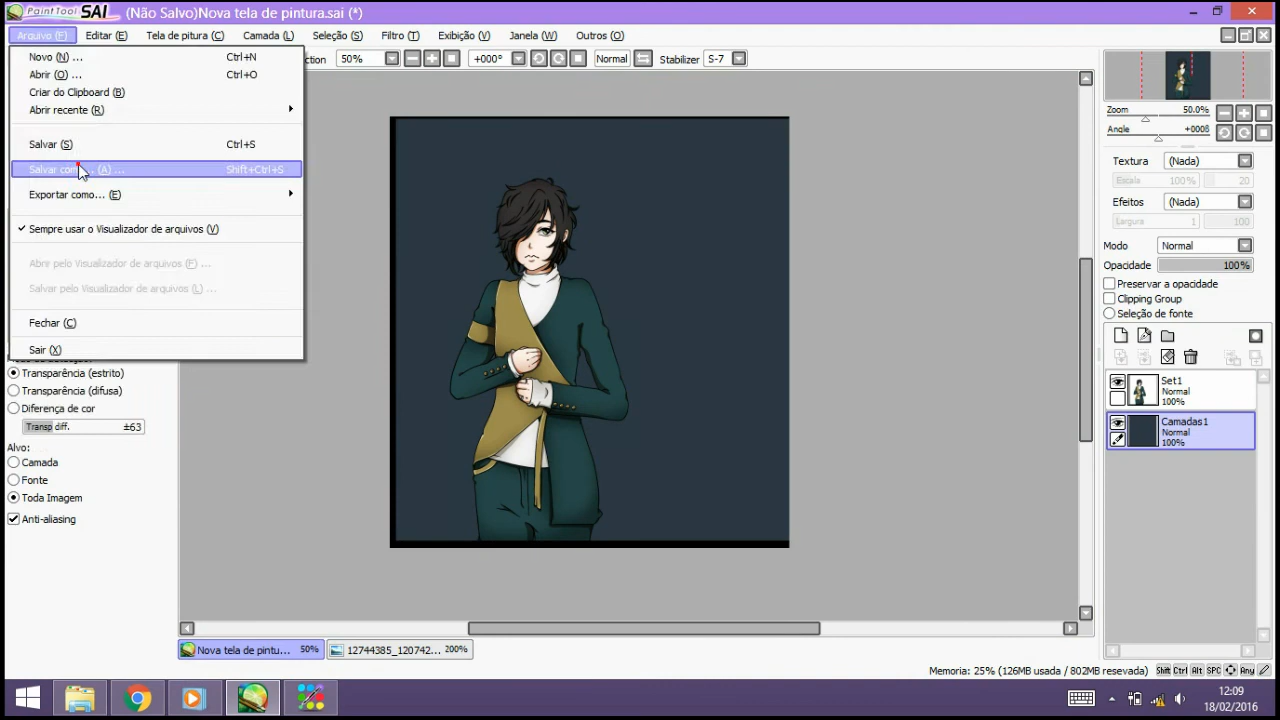 PaintTool SAI (Não Salvo)Nova tela de pintura.sai (*)
Arquivo (F) Editar (E) Tela de pitura (C) Camada (L) Seleção (S) Filtro (T) Exibição (V) Janela (W) Outros (O)
Novo (N) ... Ctrl+N
Abrir (O) ... Ctrl+O
Criar do Clipboard (B)
Abrir recente (R)
Salvar (S) Ctrl+S
(A) ... Shift+Ctrl+S
Exportar como... (E)
Sempre usar o Visualizador de arquivos (V)
Abrir pelo Visualizador de arquivos (F) ...
Salvar pelo Visualizador de arquivos (L) ...
Fechar (C)
Sair (X)
50% +000° Normal Stabilizer S-7
Transparência (estrito)
Transparência (difusa)
Diferença de cor
Transp diff. ±63
Alvo:
Camada
Fonte
Toda Imagem
Anti-aliasing
Zoom 50.0%
Angle
Textura (Nada)
Escala 100% 20
Efeitos (Nada)
Largura 1 100
Modo Normal
Opacidade 100%
Preservar a opacidade
Clipping Group
Seleção de fonte
Set1
Normal
100%
Camadas1
Normal
100%
Nova tela de pintu... 50% 12744385_120742... 200%
Memoria: 25% (126MB usada / 802MB resevada) Shift Ctrl Alt SPC Any
12:09
18/02/2016